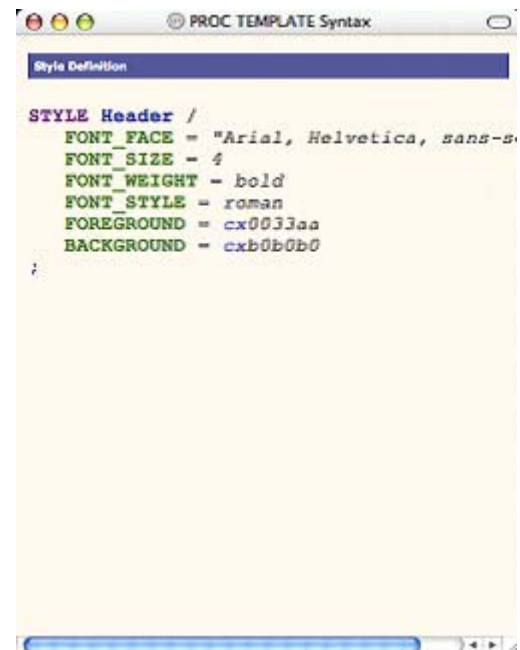 PROC TEMPLATE Syntax
Style Definition
STYLE Header /
FONT_FACE = "Arial, Helvetica,
FONT_SIZE = 4
FONT_WEIGHT = bold
FONT_STYLE = roman
FOREGROUND = cx0033aa
BACKGROUND = cxb0b0b0
;